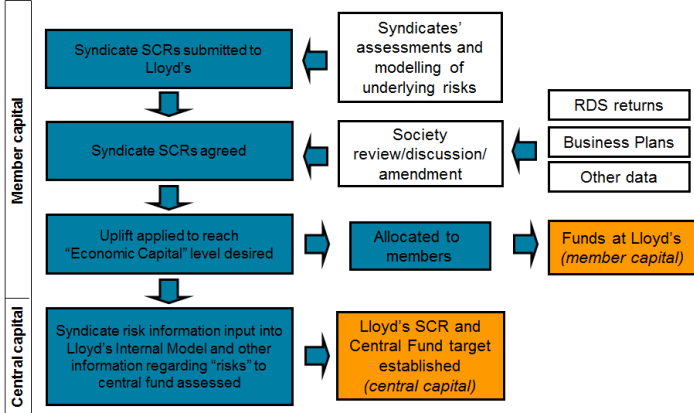 Member capital
Syndicate SCRs submitted to
Lloyd's
Syndicates'
assessments and
modelling of
underlying risks
Syndicate SCRs agreed
Society
review/discussion/
amendment
RDS returns
Business Plans
Other data
Uplift applied to reach
“Economic Capital” level desired
Allocated to
members
Funds at Lloyd's
(member capital)
Central capital
Syndicate risk information input into
Lloyd's Internal Model and other
information regarding “risks” to
central fund assessed
Lloyd's SCR and
Central Fund target
established
(central capital)